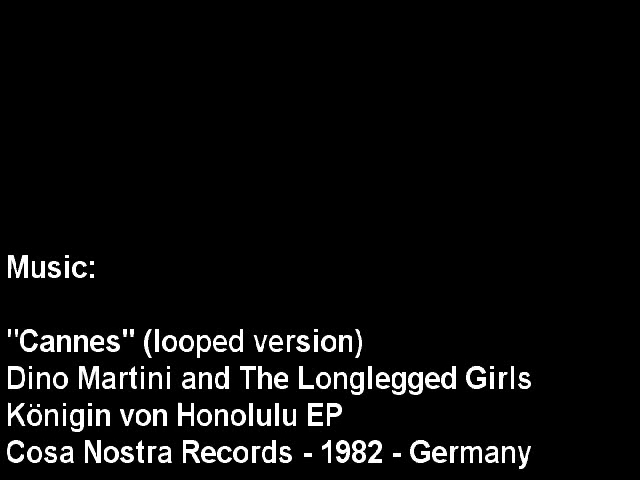 Music:
"Cannes" (looped version)
Dino Martini and The Longlegged Girls
Königin von Honolulu EP
Cosa Nostra Records - 1982 - Germany